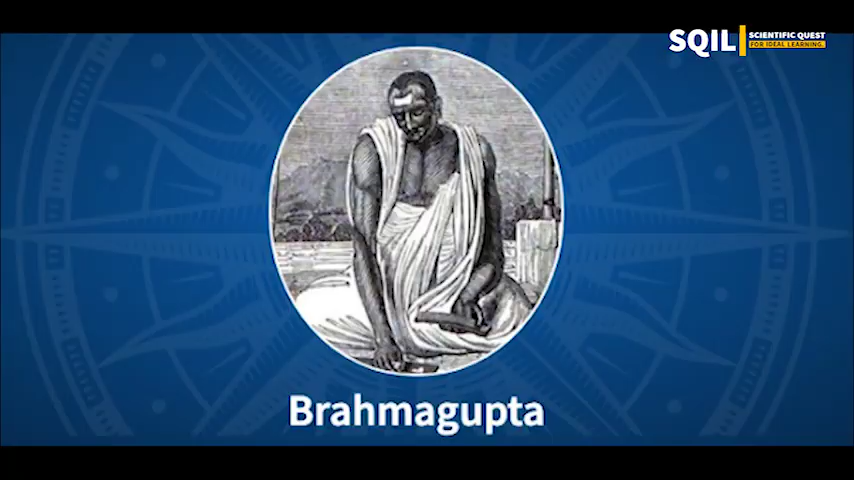 SQIL
SCIENTIFIC QUEST
FOR IDEAL LEARNING.
Brahmagupta